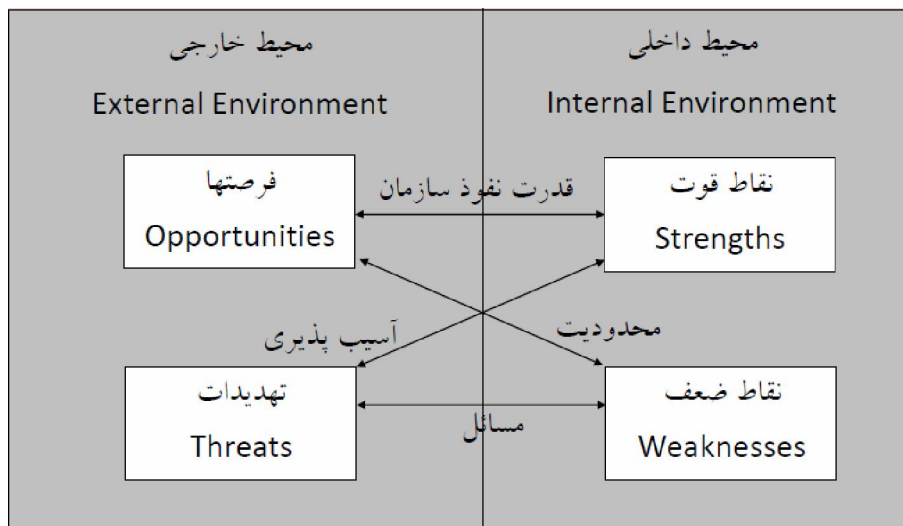 محیط خارجی
External Environment
محیط داخلی
Internal Environment
فرصتها
Opportunities
قدرت نفوذ سازمان
نقاط قوت
Strengths
آسیب پذیری
محدودیت
تهدیدات
Threats
مسائل
نقاط ضعف
Weaknesses